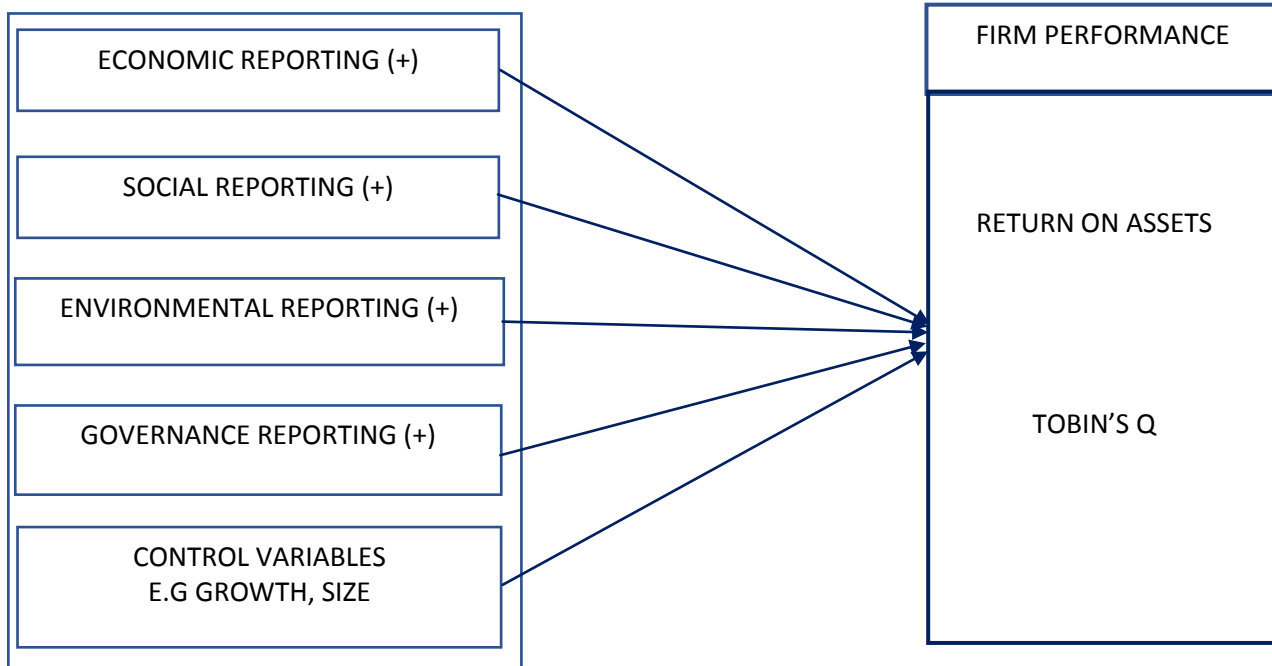 ECONOMIC REPORTING (+)
SOCIAL REPORTING (+)
ENVIRONMENTAL REPORTING (+)
GOVERNANCE REPORTING (+)
CONTROL VARIABLES
E.G GROWTH, SIZE
FIRM PERFORMANCE
RETURN ON ASSETS
TOBIN’S Q